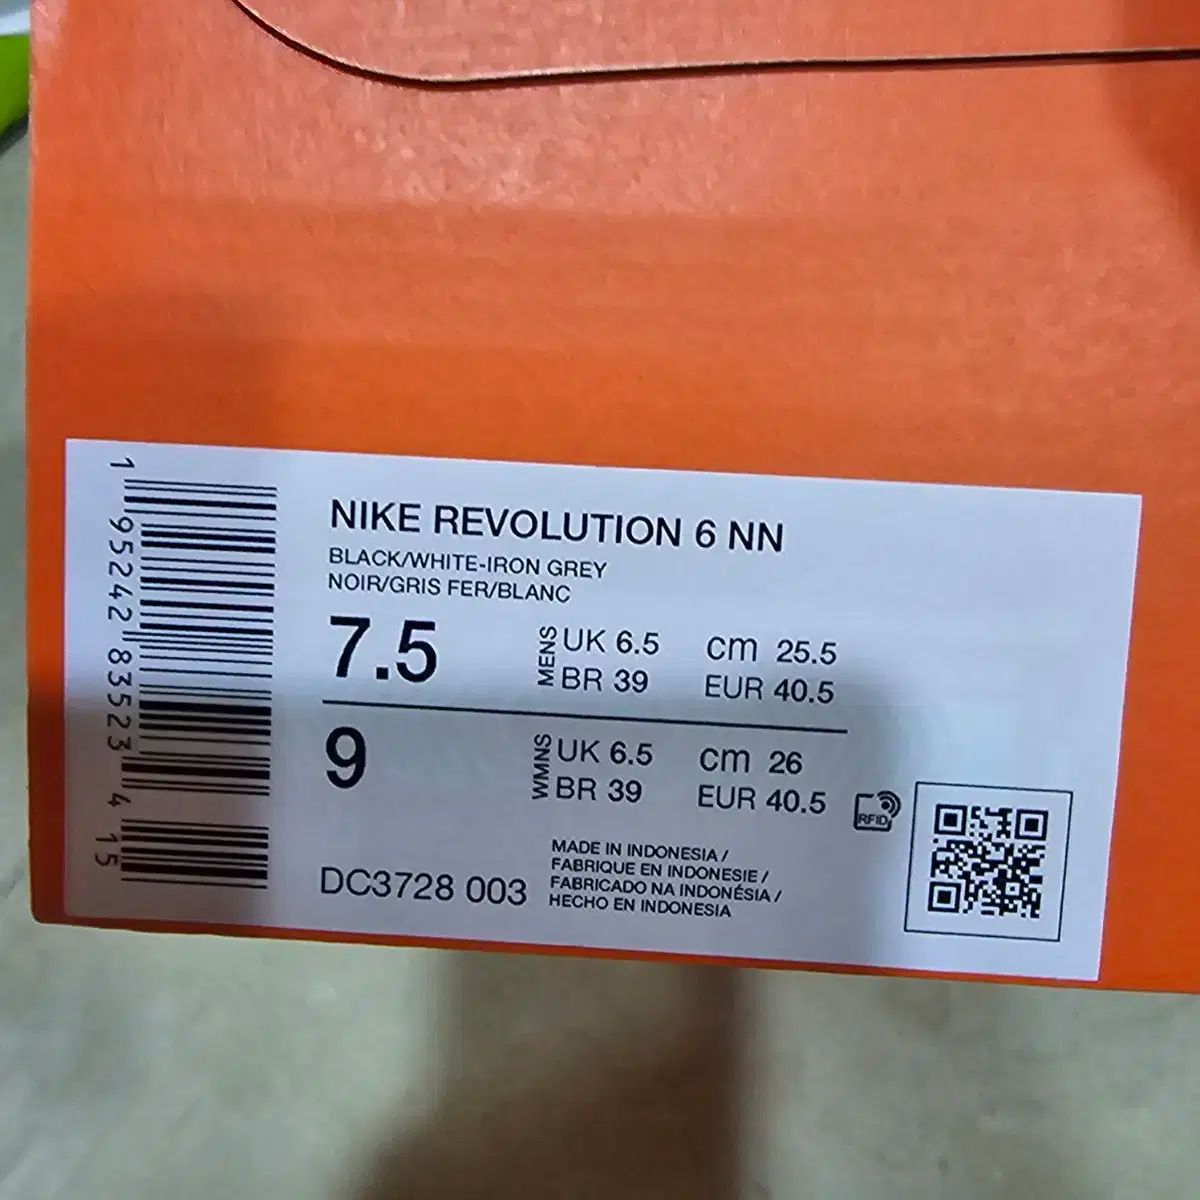 NIKE REVOLUTION 6 NN
BLACK/WHITE-IRON GREY
NOIR/GRIS FER/BLANC
7.5
MENS
UK 6.5 cm 25.5
BR 39 EUR 40.5
9
WMNS
UK 6.5 cm 26
BR 39 EUR 40.5
RFID
DC3728 003
MADE IN INDONESIA /
FABRIQUE EN INDONESIE /
FABRICADO NA INDONÉSIA /
HECHO EN INDONESIA
1 95242 83523 4 15